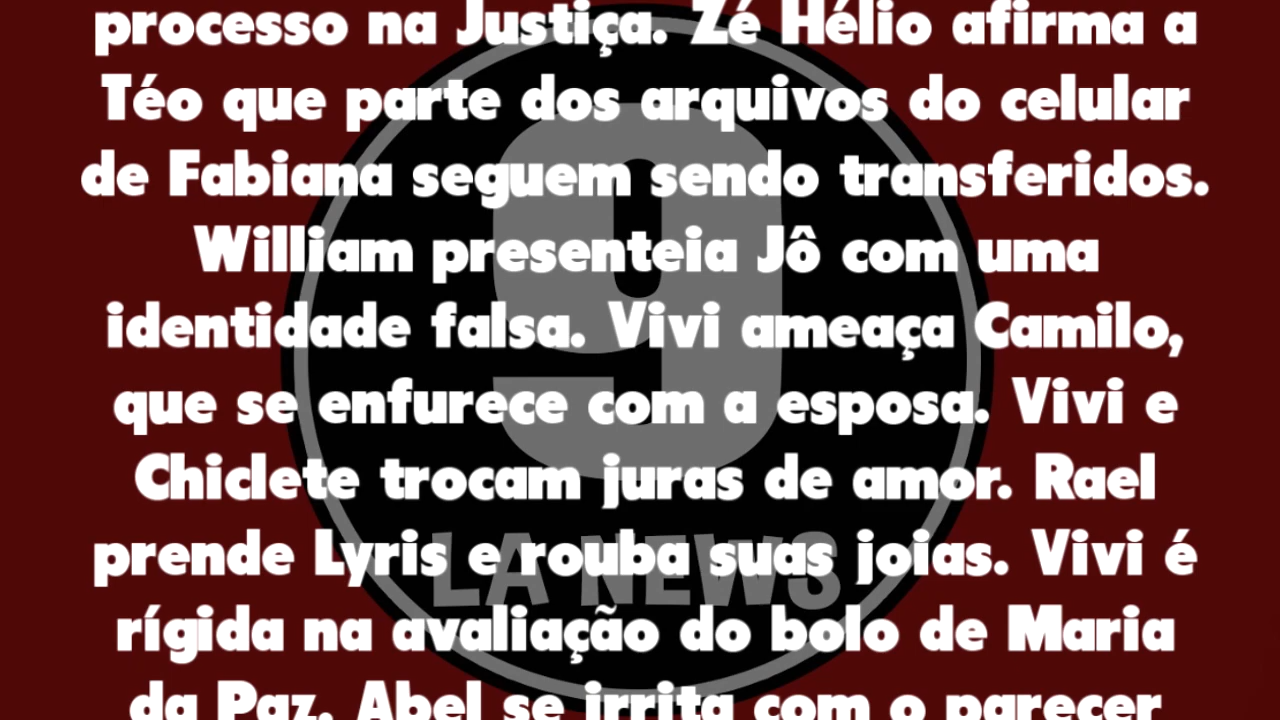 processo na Justiça. Zé Hélio afirma a
Téo que parte dos arquivos do celular
de Fabiana seguem sendo transferidos.
William presenteia Jô com uma
identidade falsa. Vivi ameaça Camilo,
que se enfurece com a esposa. Vivi e
Chiclete trocam juras de amor. Rael
prende Lyris e rouba suas joias. Vivi é
rígida na avaliação do bolo de Maria
da Paz. Abel se irrita com o parecer
9
LA NEWS